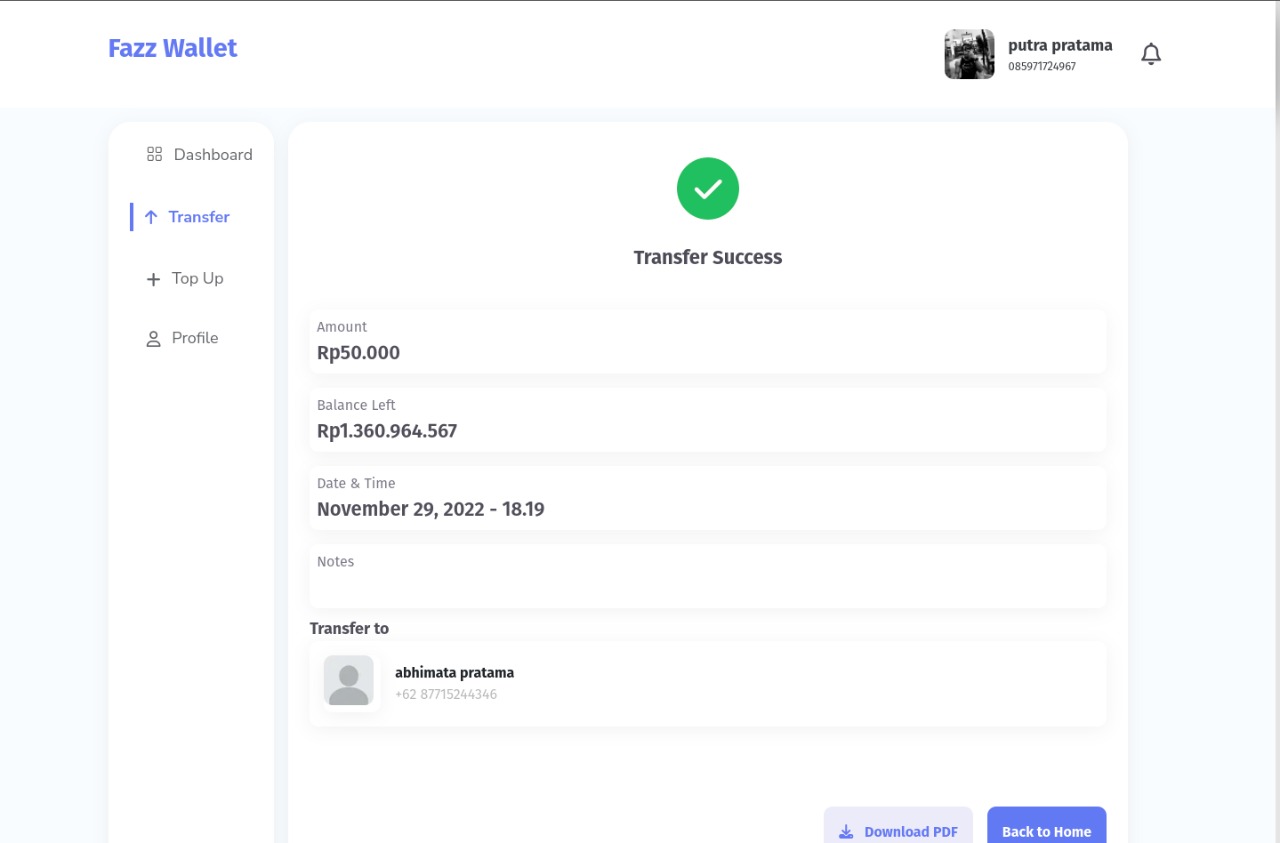 Fazz Wallet
putra pratama
085971724967
Dashboard
Transfer
Top Up
Profile
Transfer Success
Amount
Rp50.000
Balance Left
Rp1.360.964.567
Date & Time
November 29, 2022 - 18.19
Notes
Transfer to
abhimata pratama
+62 87715244346
Download PDF
Back to Home